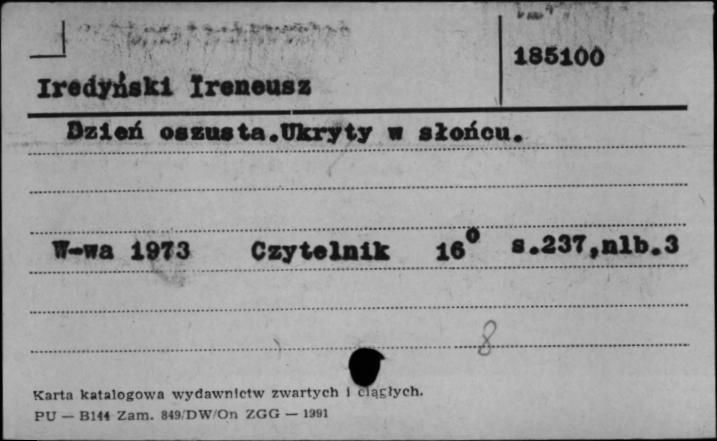 185100
Iredyński Ireneusz
Dzień oszusta.Ukryty w słońcu.
W-wa 1973 Czytelnik 16° s.237,nlb.3
8
Karta katalogowa wydawnictw zwartych i ciągłych.
PU — B144 Zam. 849/DW/On ZGG — 1991